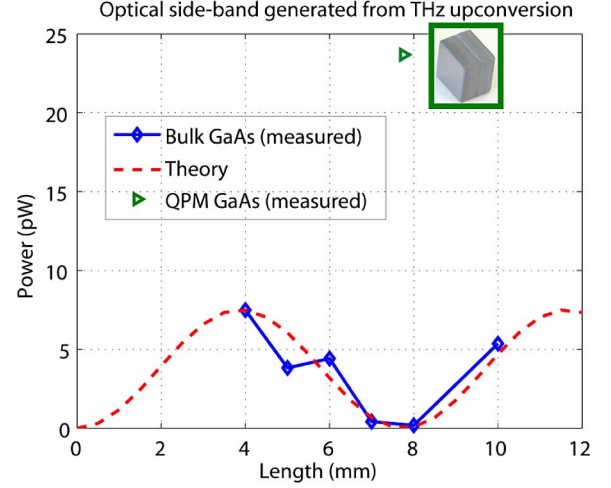 Optical side-band generated from THz upconversion
25
20
15
10
5
0
Power (pW)
Bulk GaAs (measured)
Theory
QPM GaAs (measured)
0 2 4 6 8 10 12
Length (mm)